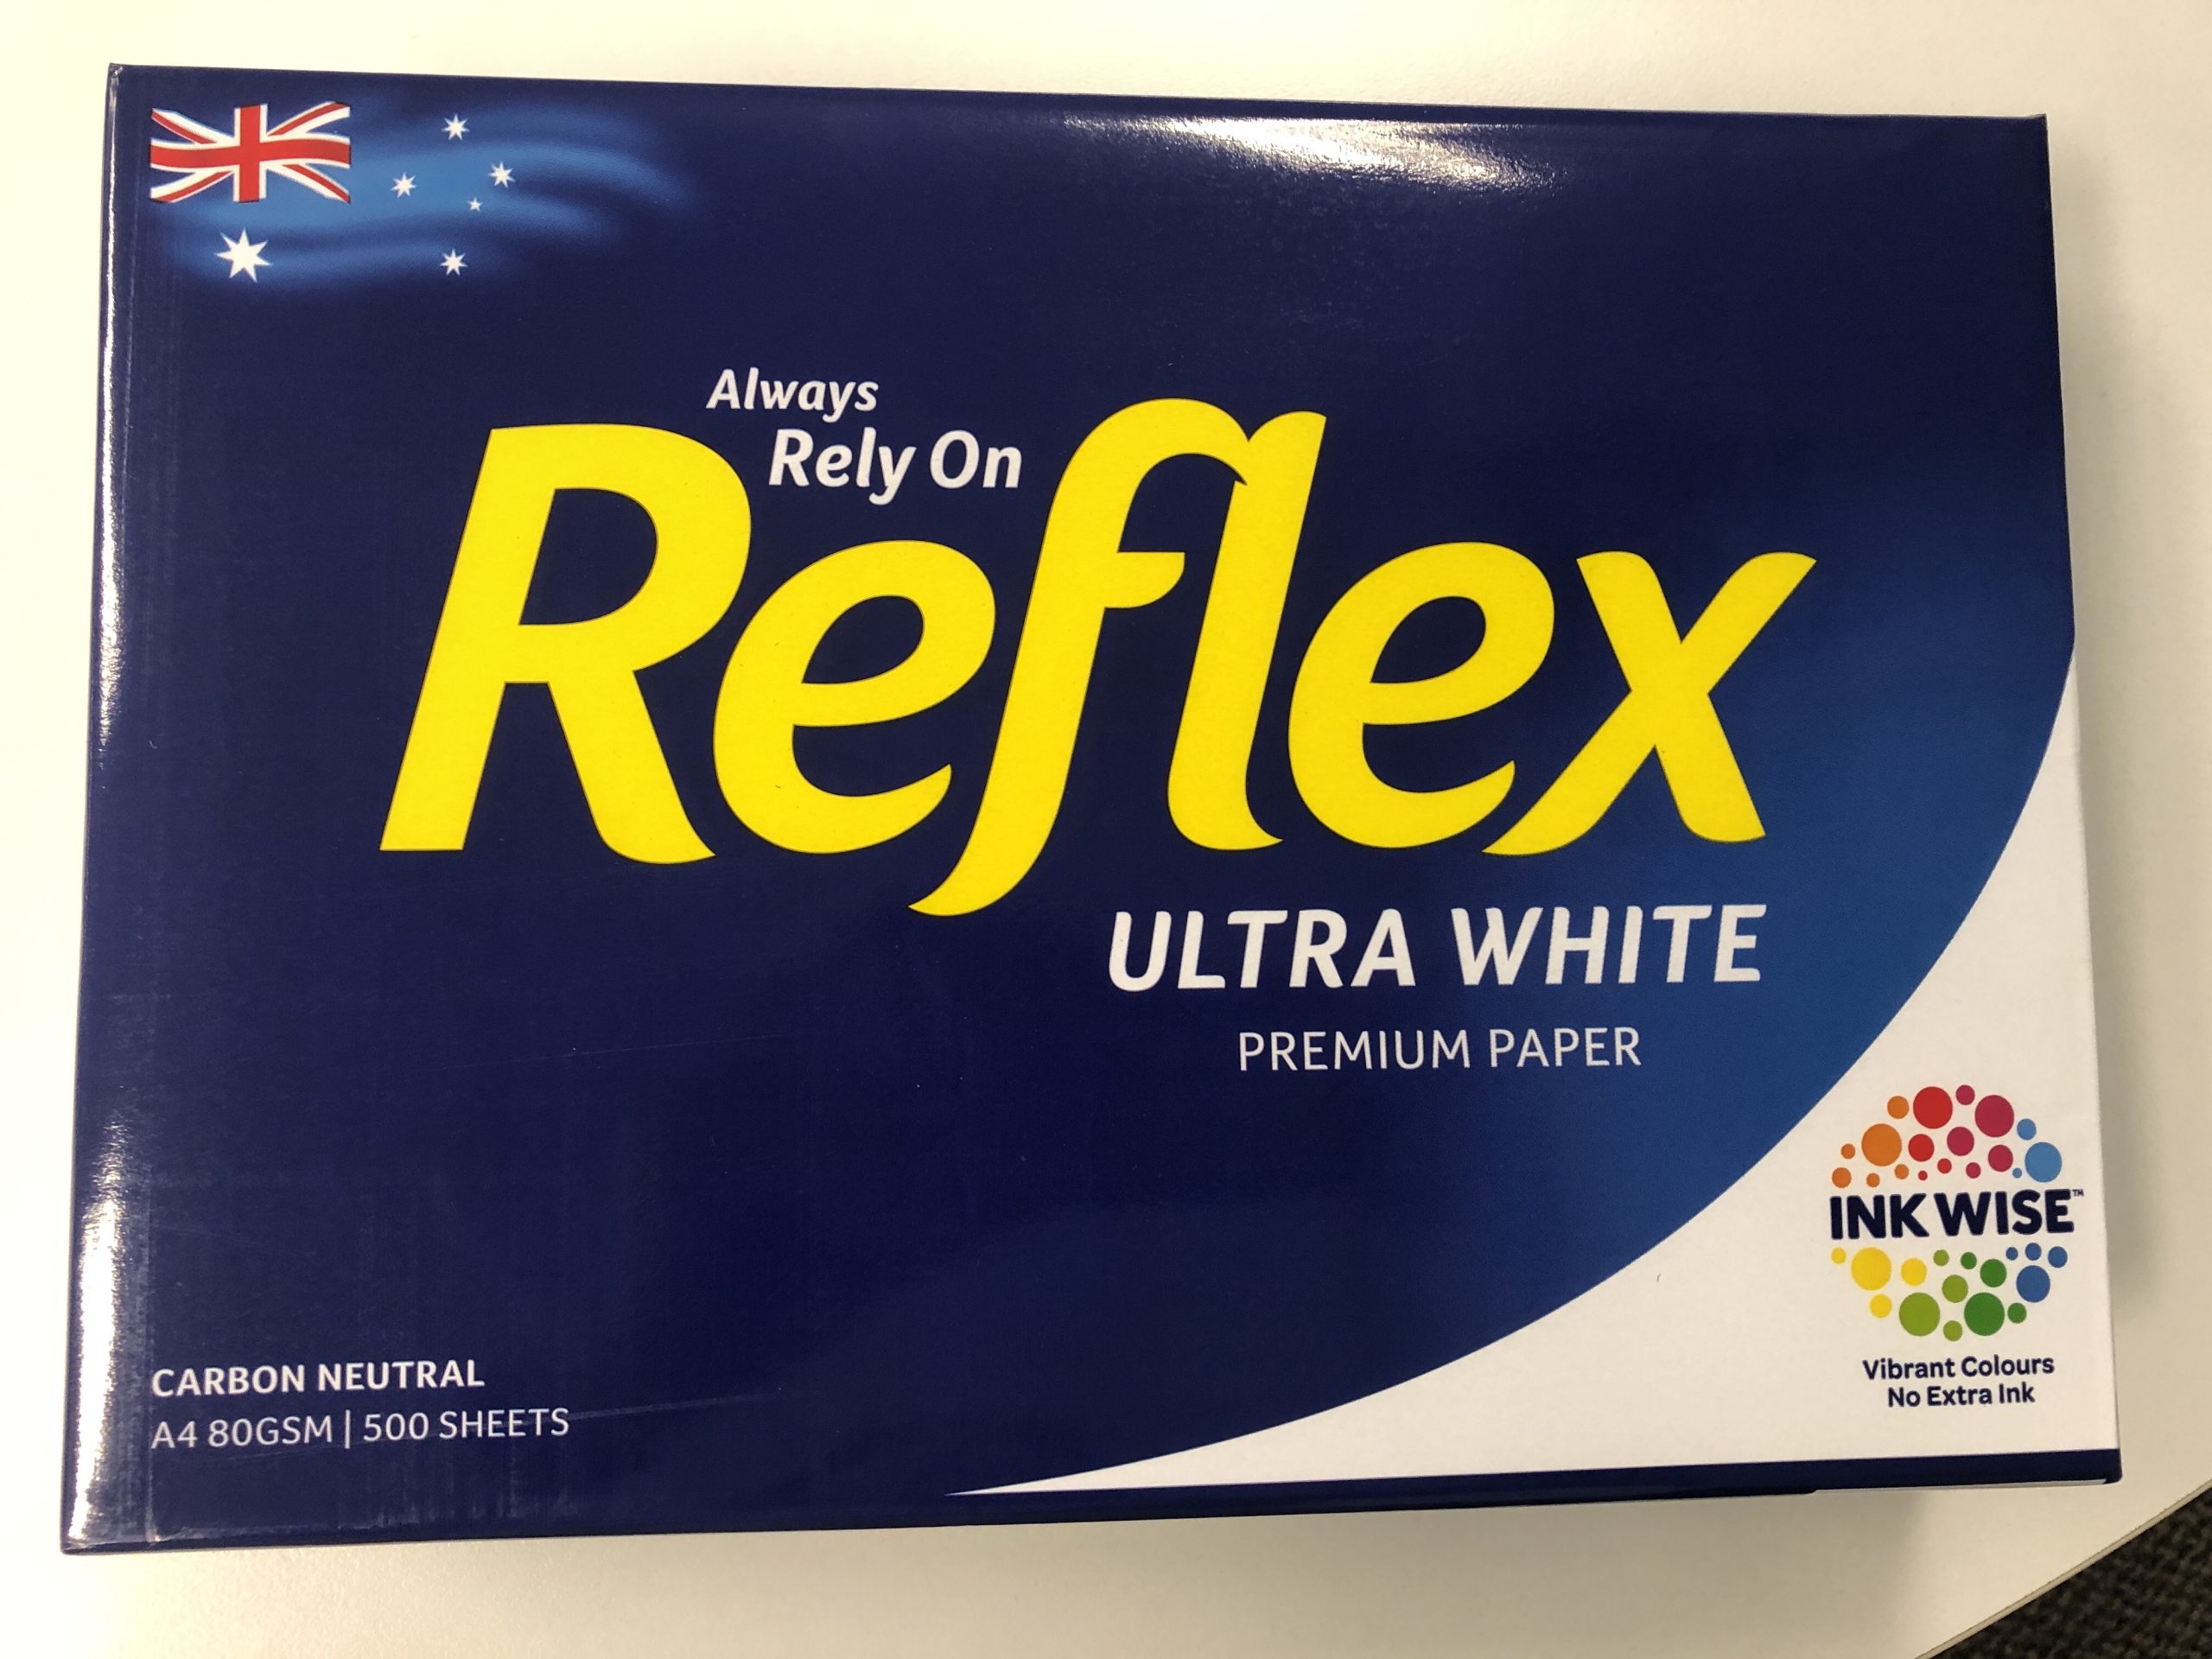 Always
Rely On
Reflex
ULTRA WHITE
PREMIUM PAPER
INK WISE™
Vibrant Colours
No Extra Ink
CARBON NEUTRAL
A4 80GSM | 500 SHEETS